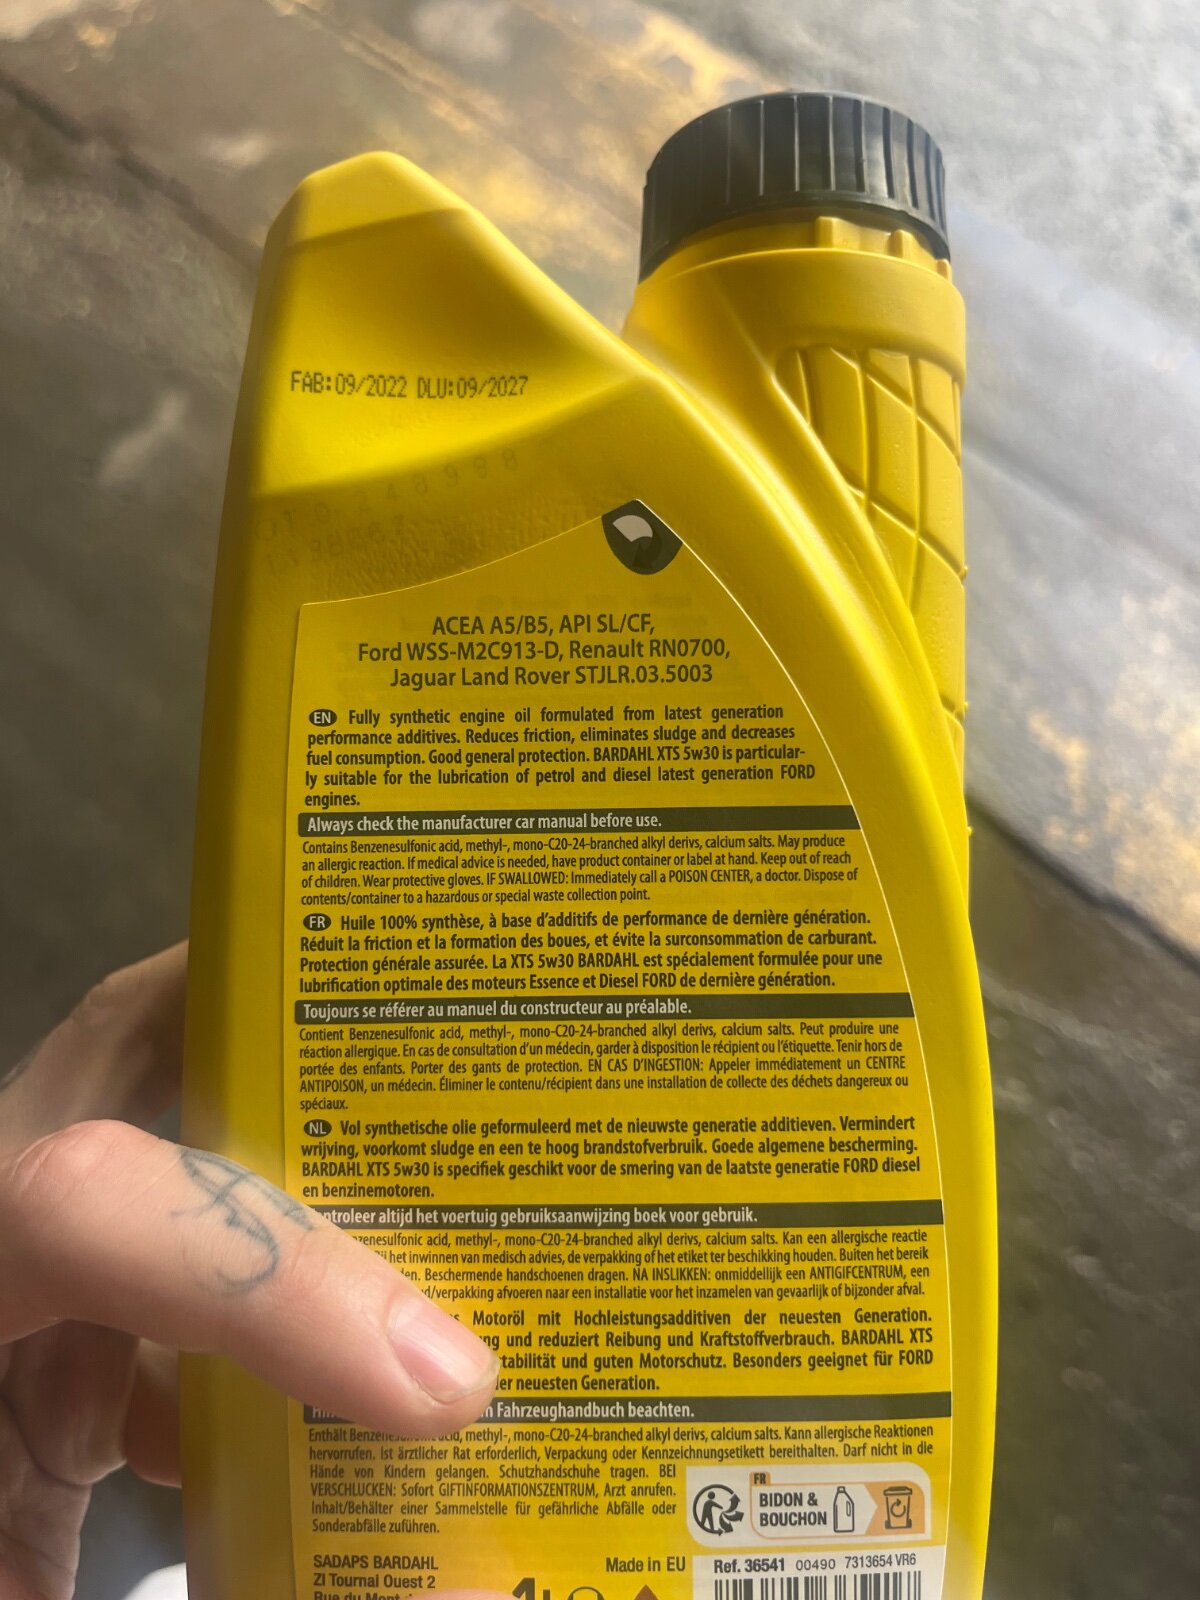 FAB:09/2022 DLU:09/2027
ACEA A5/B5, API SL/CF,
Ford WSS-M2C913-D, Renault RN0700,
Jaguar Land Rover STJLR.03.5003
EN Fully synthetic engine oil formulated from latest generation
performance additives. Reduces friction, eliminates sludge and decreases
fuel consumption. Good general protection. BARDAHL XTS 5w30 is particular-
ly suitable for the lubrication of petrol and diesel latest generation FORD
engines.
Always check the manufacturer car manual before use.
Contains Benzenesulfonic acid, methyl-, mono-C20-24-branched alkyl derivs, calcium salts. May produce
an allergic reaction. If medical advice is needed, have product container or label at hand. Keep out of reach
of children. Wear protective gloves. IF SWALLOWED: Immediately call a POISON CENTER, a doctor. Dispose of
contents/container to a hazardous or special waste collection point.
FR Huile 100% synthèse, à base d'additifs de performance de dernière génération.
Réduit la friction et la formation des boues, et évite la surconsommation de carburant.
Protection générale assurée. La XTS 5w30 BARDAHL est spécialement formulée pour une
lubrification optimale des moteurs Essence et Diesel FORD de dernière génération.
Toujours se référer au manuel du constructeur au préalable.
Contient Benzenesulfonic acid, methyl-, mono-C20-24-branched alkyl derivs, calcium salts. Peut produire une
réaction allergique. En cas de consultation d'un médecin, garder à disposition le récipient ou l'étiquette. Tenir hors de
portée des enfants. Porter des gants de protection. EN CAS D'INGESTION: Appeler immédiatement un CENTRE
ANTIPOISON, un médecin. Éliminer le contenu/récipient dans une installation de collecte des déchets dangereux ou
spéciaux.
NL Vol synthetische olie geformuleerd met de nieuwste generatie additieven. Vermindert
wrijving, voorkomt sludge en een te hoog brandstofverbruik. Goede algemene bescherming.
BARDAHL XTS 5w30 is specifiek geschikt voor de smering van de laatste generatie FORD diesel
en benzinemotoren.
ntroleer altijd het voertuig gebruiksaanwijzing boek voor gebruik.
zenesulfonic acid, methyl-, mono-C20-24-branched alkyl derivs, calcium salts. Kan een allergische reactie
het inwinnen van medisch advies, de verpakking of het etiket ter beschikking houden. Buiten het bereik
en. Beschermende handschoenen dragen. NA INSLIKKEN: onmiddellijk een ANTIGIFCENTRUM, een
d/verpakking afvoeren naar een installatie voor het inzamelen van gevaarlijk of bijzonder afval.
s Motoröl mit Hochleistungsadditiven der neuesten Generation.
ng und reduziert Reibung und Kraftstoffverbrauch. BARDAHL XTS
tabilität und guten Motorschutz. Besonders geeignet für FORD
er neuesten Generation.
Fahrzeughandbuch beachten.
Enthält acid, methyl-, mono-C20-24-branched alkyl derivs, calcium salts. Kann allergische Reaktionen
hervorrufen. Ist ärztlicher Rat erforderlich, Verpackung oder Kennzeichnungsetikett bereithalten. Darf nicht in die
Hände von Kindern gelangen. Schutzhandschuhe tragen. BEI
VERSCHLUCKEN: Sofort GIFTINFORMATIONSZENTRUM, Arzt anrufen.
Inhalt/Behälter einer Sammelstelle für gefährliche Abfälle oder
Sonderabfälle zuführen.
FR
BIDON &
BOUCHON
SADAPS BARDAHL
ZI Tournal Ouest 2
Rue du Mont
Made in EU
1L
Ref. 36541 00490 7313654 VR6